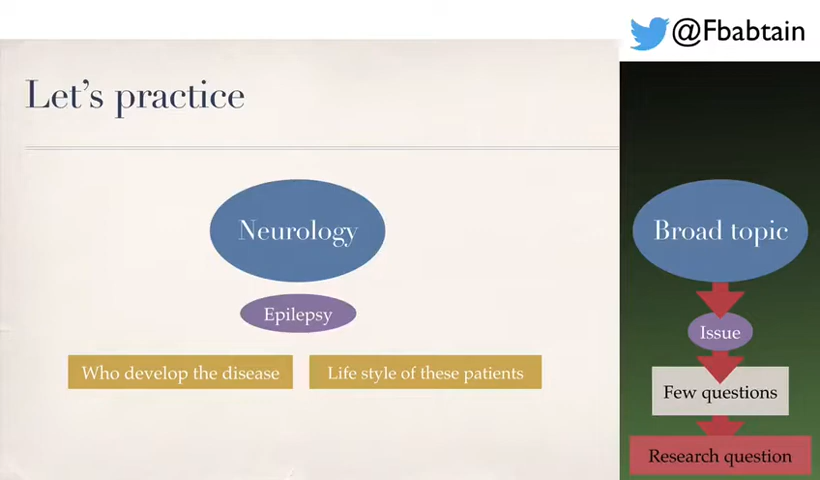 @Fbabtain
Let's practice
Neurology
Epilepsy
Who develop the disease
Life style of these patients
Broad topic
Issue
Few questions
Research question